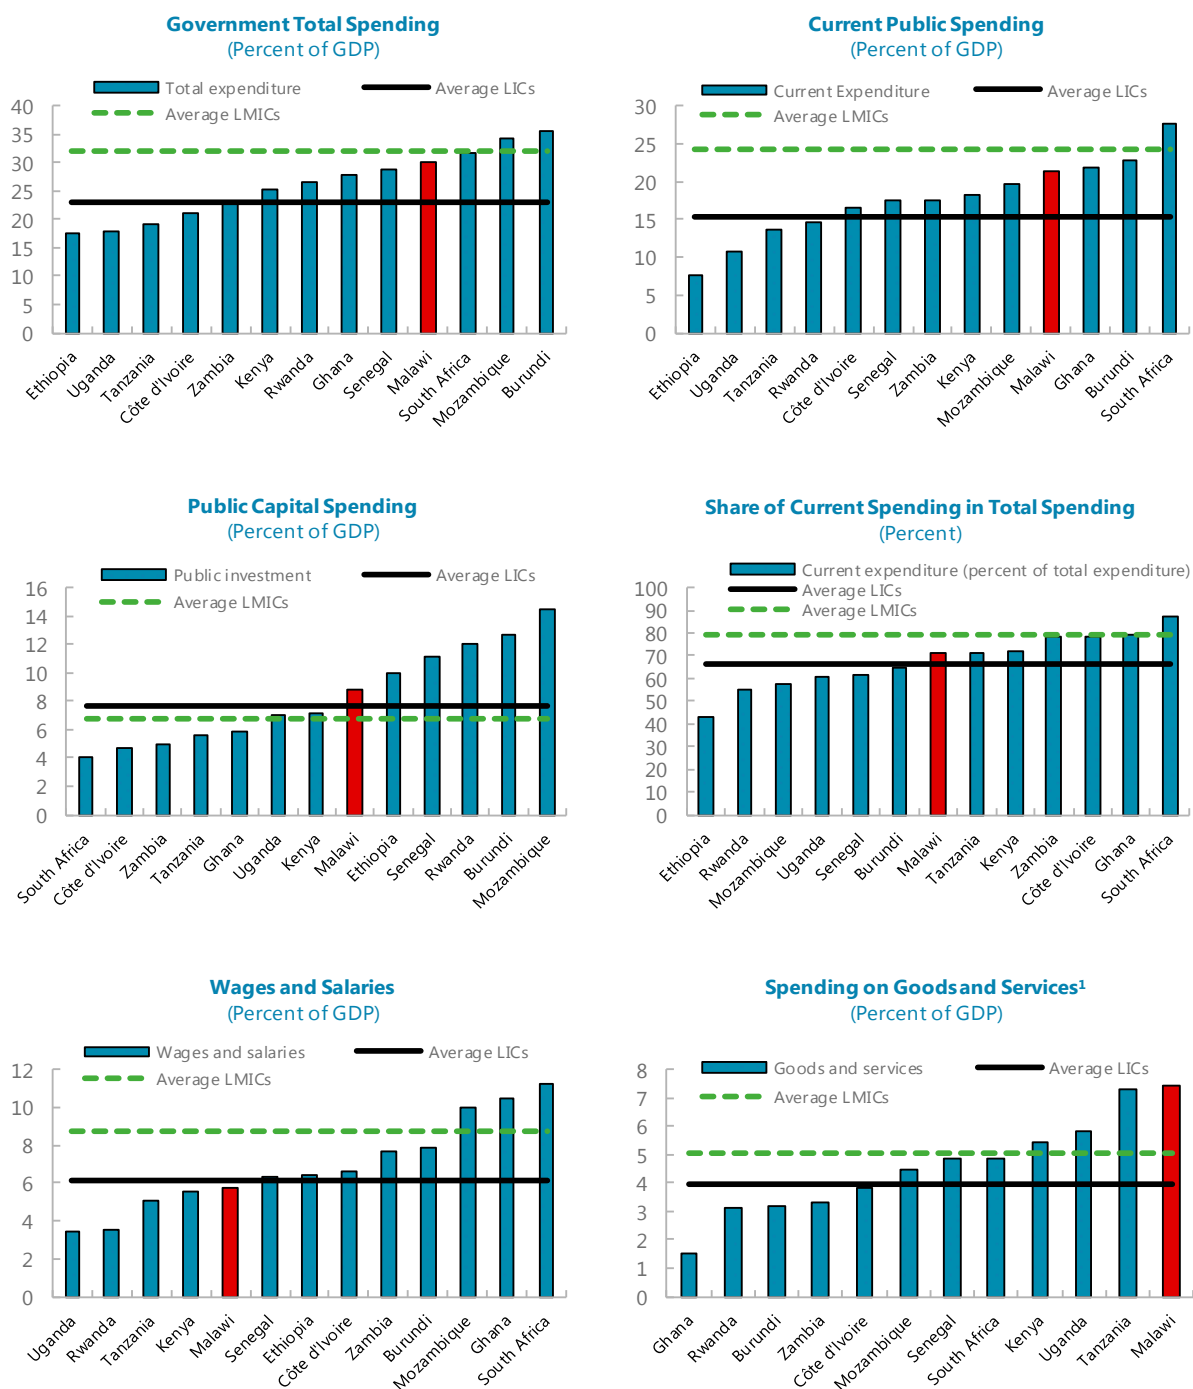 Government Total Spending
(Percent of GDP)
Total expenditure
Average LICs
Average LMICs
40
35
30
25
20
15
10
5
0
Ethiopia
Uganda
Tanzania
Côte d'Ivoire
Zambia
Kenya
Rwanda
Ghana
Senegal
Malawi
South Africa
Mozambique
Burundi
Current Public Spending
(Percent of GDP)
Current Expenditure
Average LICs
Average LMICs
30
25
20
15
10
5
0
Ethiopia
Uganda
Tanzania
Rwanda
Côte d'Ivoire
Senegal
Zambia
Kenya
Mozambique
Malawi
Ghana
Burundi
South Africa
Public Capital Spending
(Percent of GDP)
Public investment
Average LICs
Average LMICs
16
14
12
10
8
6
4
2
0
South Africa
Côte d'Ivoire
Zambia
Tanzania
Ghana
Uganda
Kenya
Malawi
Ethiopia
Senegal
Rwanda
Burundi
Mozambique
Share of Current Spending in Total Spending
(Percent)
Current expenditure (percent of total expenditure)
Average LICs
Average LMICs
100
90
80
70
60
50
40
30
20
10
0
Ethiopia
Rwanda
Mozambique
Uganda
Senegal
Burundi
Malawi
Tanzania
Kenya
Zambia
Côte d'Ivoire
Ghana
South Africa
Wages and Salaries
(Percent of GDP)
Wages and salaries
Average LICs
Average LMICs
12
10
8
6
4
2
0
Uganda
Rwanda
Tanzania
Kenya
Malawi
Senegal
Ethiopia
Côte d'Ivoire
Zambia
Burundi
Mozambique
Ghana
South Africa
Spending on Goods and Services¹
(Percent of GDP)
Goods and services
Average LICs
Average LMICs
8
7
6
5
4
3
2
1
0
Ghana
Rwanda
Burundi
Zambia
Côte d'Ivoire
Mozambique
Senegal
South Africa
Kenya
Uganda
Tanzania
Malawi